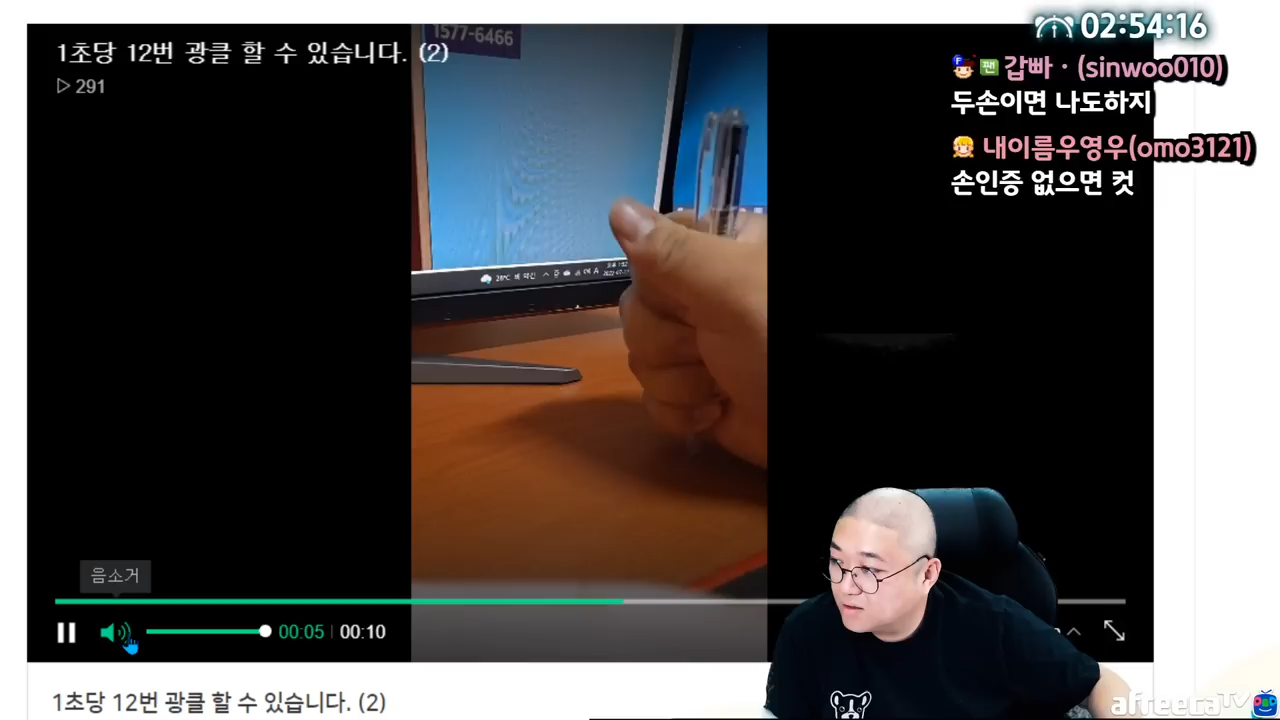 1초당 12번 광클 할 수 있습니다. (2)
291
1577-6466
02:54:16
갑빠 · (sinwoo010)
두손이면 나도하지
내이름우영우(omo3121)
손인증 없으면 컷
음소거
00:05 00:10
1초당 12번 광클 할 수 있습니다. (2)
afreecaTV